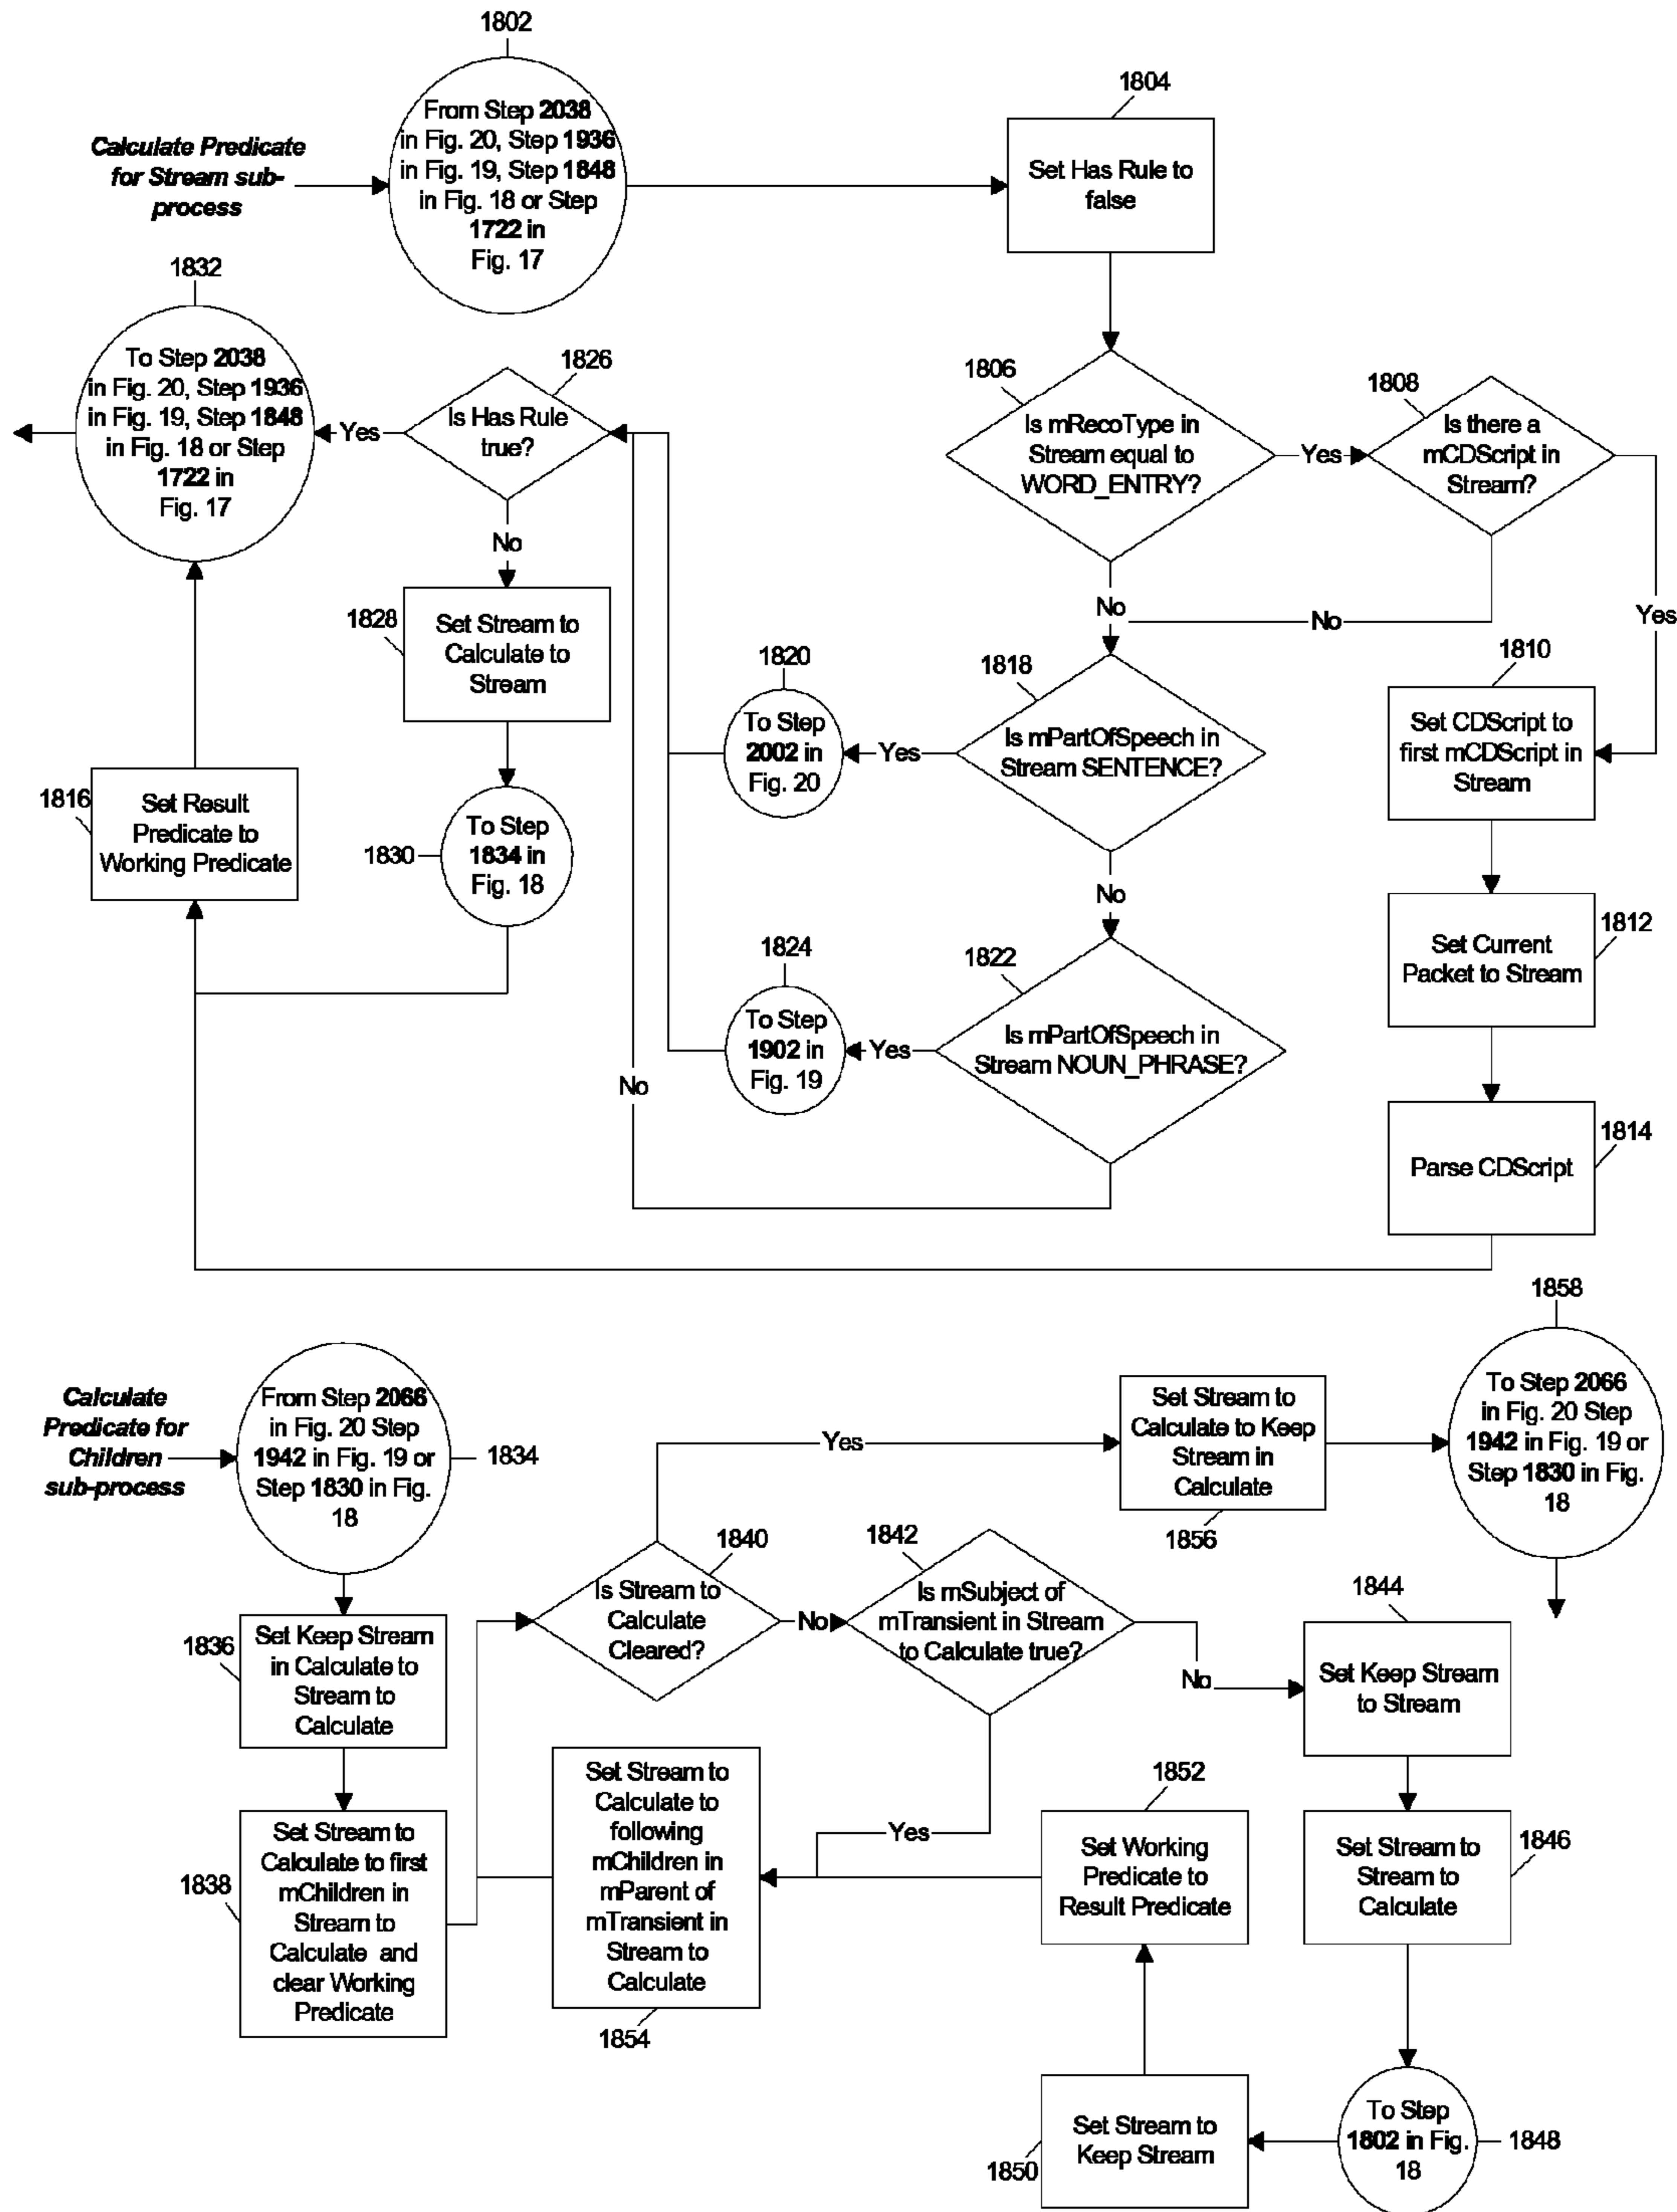 1802
From Step 2038
in Fig. 20, Step 1936
in Fig. 19, Step 1848
in Fig. 18 or Step
1722 in
Fig. 17
Calculate Predicate
for Stream sub-
process
1804
Set Has Rule to
false
1832
To Step 2038
in Fig. 20, Step 1936
in Fig. 19, Step 1848
in Fig. 18 or Step
1722 in
Fig. 17
Yes
1826
Is Has Rule
true?
No
1806
Is mRecoType in
Stream equal to
WORD_ENTRY?
Yes
1808
Is there a
mCDScript in
Stream?
Yes
No
No
1828
Set Stream to
Calculate to
Stream
1820
To Step
2002 in
Fig. 20
Yes
1818
Is mPartOfSpeech in
Stream SENTENCE?
1810
Set CDScript to
first mCDScript in
Stream
1816
Set Result
Predicate to
Working Predicate
1830
To Step
1834 in
Fig. 18
No
1812
Set Current
Packet to Stream
1824
To Step
1902 in
Fig. 19
Yes
1822
Is mPartOfSpeech in
Stream NOUN_PHRASE?
No
1814
Parse CDScript
1858
To Step 2066
in Fig. 20 Step
1942 in Fig. 19 or
Step 1830 in Fig.
18
Calculate
Predicate for
Children
sub-process
From Step 2066
in Fig. 20 Step
1942 in Fig. 19 or
Step 1830 in Fig.
18
1834
Yes
Set Stream to
Calculate to Keep
Stream in
Calculate
1856
1836
Set Keep Stream
in Calculate to
Stream to
Calculate
1840
Is Stream to
Calculate
Cleared?
No
1842
Is mSubject of
mTransient in Stream
to Calculate true?
No
1844
Set Keep Stream
to Stream
1838
Set Stream to
Calculate to first
mChildren in
Stream to
Calculate and
clear Working
Predicate
Set Stream to
Calculate to
following
mChildren in
mParent of
mTransient in
Stream to
Calculate
1854
Yes
1852
Set Working
Predicate to
Result Predicate
Set Stream to
Stream to
Calculate
1846
1850
Set Stream to
Keep Stream
To Step
1802 in Fig.
18
1848